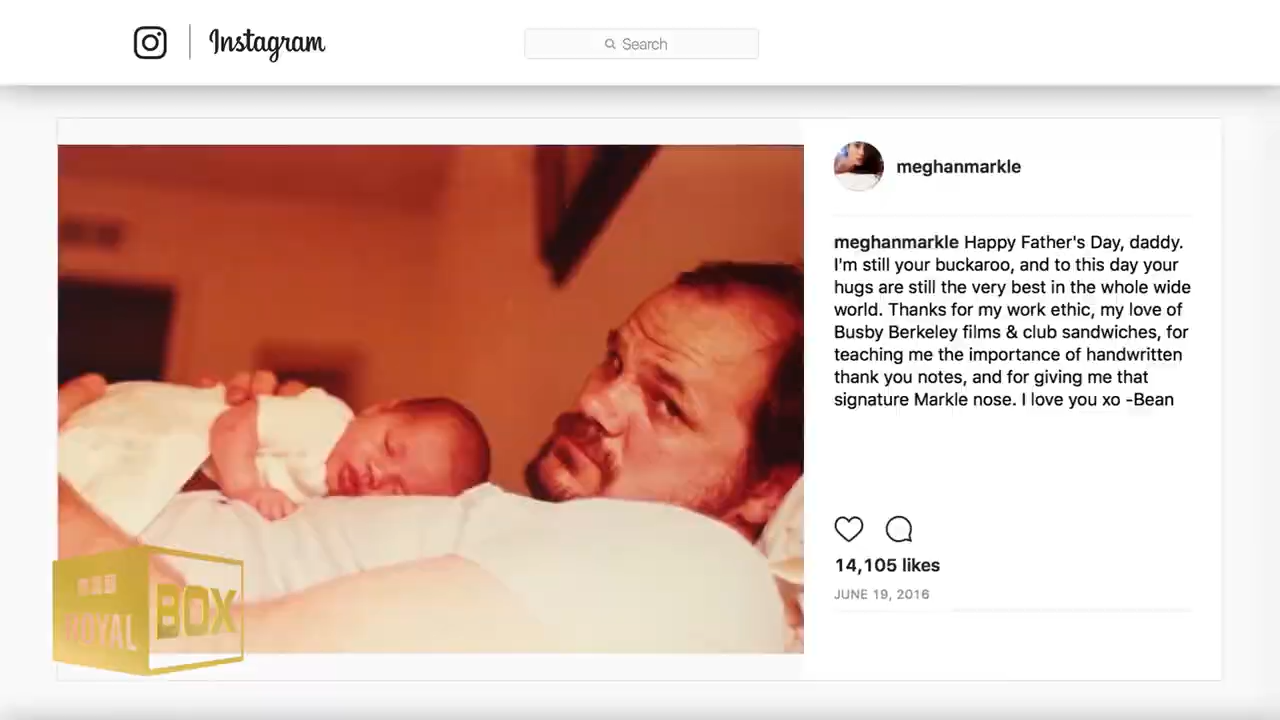 Instagram
Search
meghanmarkle
meghanmarkle Happy Father's Day, daddy.
I'm still your buckaroo, and to this day your
hugs are still the very best in the whole wide
world. Thanks for my work ethic, my love of
Busby Berkeley films & club sandwiches, for
teaching me the importance of handwritten
thank you notes, and for giving me that
signature Markle nose. I love you xo -Bean
14,105 likes
JUNE 19, 2016
ROYAL
BOX